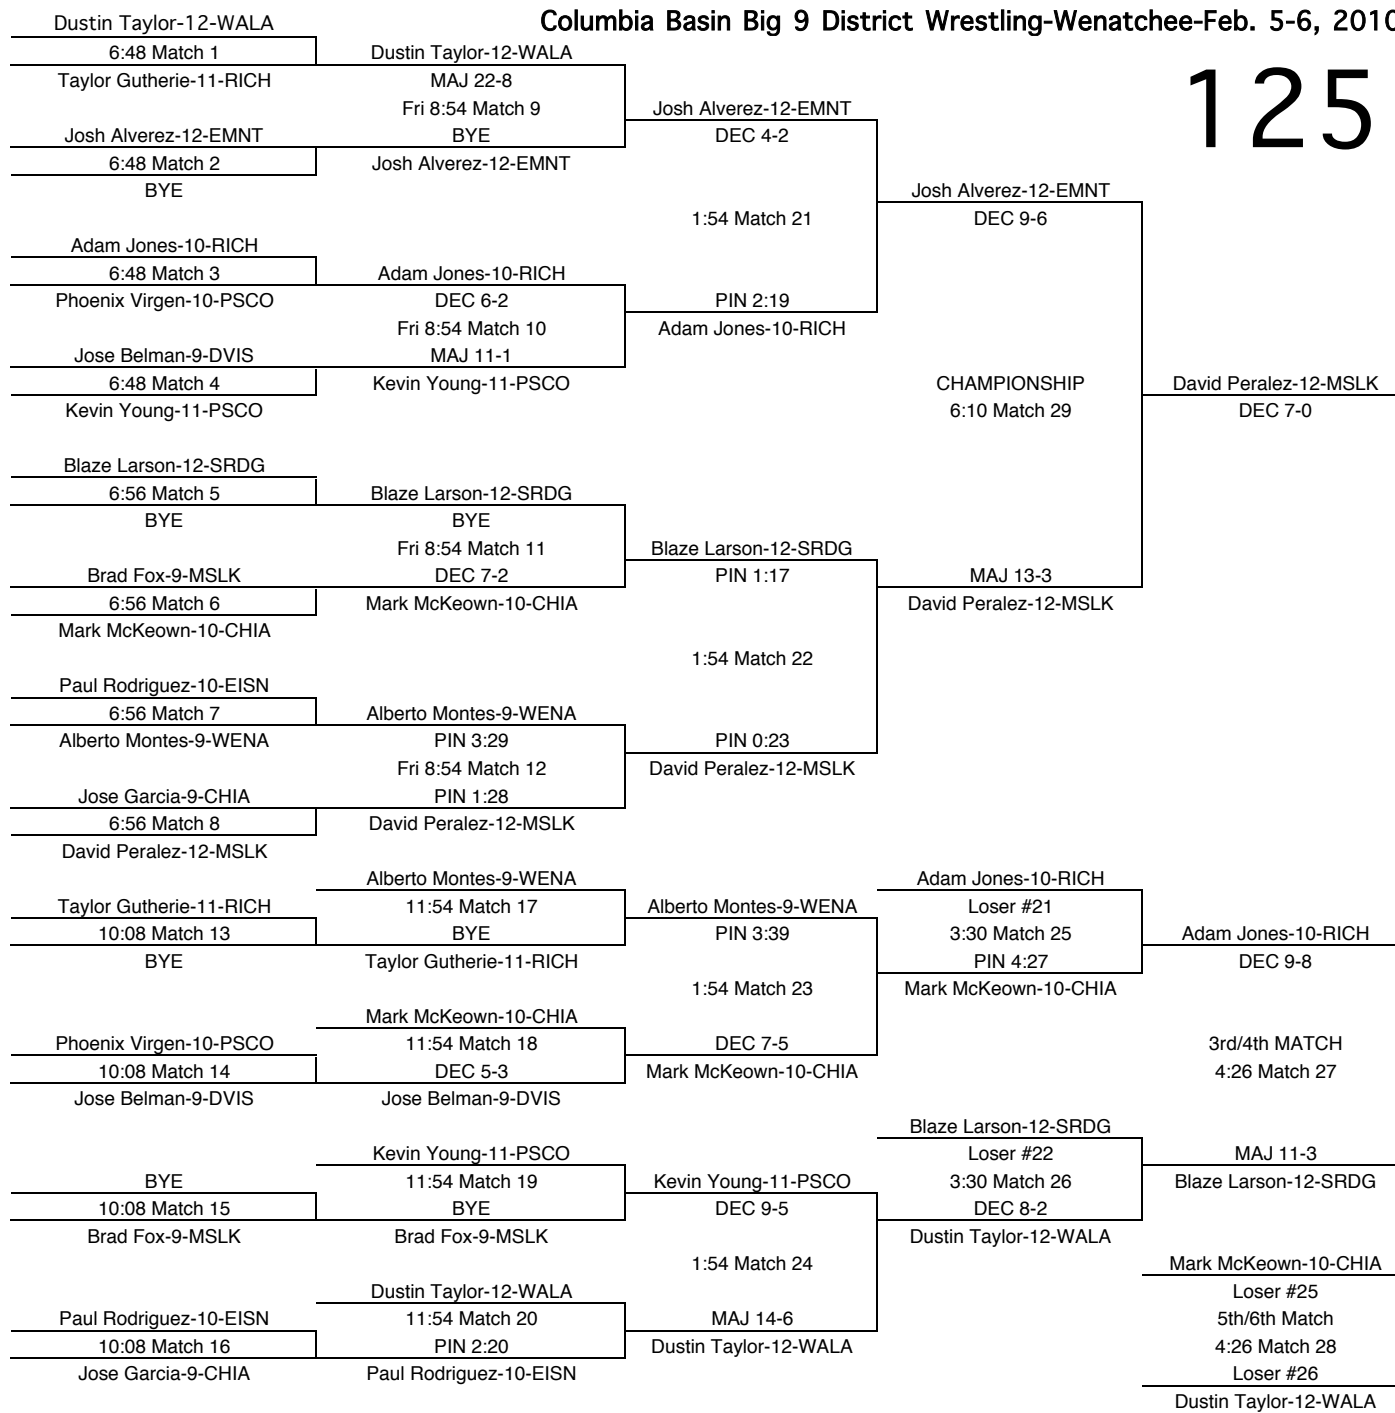 Columbia Basin Big 9 District Wrestling-Wenatchee-Feb. 5-6, 2010
125
Dustin Taylor-12-WALA
6:48 Match 1
Taylor Gutherie-11-RICH
Josh Alverez-12-EMNT
6:48 Match 2
BYE
Adam Jones-10-RICH
6:48 Match 3
Phoenix Virgen-10-PSCO
Jose Belman-9-DVIS
6:48 Match 4
Kevin Young-11-PSCO
Blaze Larson-12-SRDG
6:56 Match 5
BYE
Brad Fox-9-MSLK
6:56 Match 6
Mark McKeown-10-CHIA
Paul Rodriguez-10-EISN
6:56 Match 7
Alberto Montes-9-WENA
Jose Garcia-9-CHIA
6:56 Match 8
David Peralez-12-MSLK
Dustin Taylor-12-WALA
MAJ 22-8
Fri 8:54 Match 9
BYE
Josh Alverez-12-EMNT
Adam Jones-10-RICH
DEC 6-2
Fri 8:54 Match 10
MAJ 11-1
Kevin Young-11-PSCO
Blaze Larson-12-SRDG
BYE
Fri 8:54 Match 11
DEC 7-2
Mark McKeown-10-CHIA
Alberto Montes-9-WENA
PIN 3:29
Fri 8:54 Match 12
PIN 1:28
David Peralez-12-MSLK
Josh Alverez-12-EMNT
DEC 4-2
1:54 Match 21
PIN 2:19
Adam Jones-10-RICH
Blaze Larson-12-SRDG
PIN 1:17
1:54 Match 22
PIN 0:23
David Peralez-12-MSLK
Josh Alverez-12-EMNT
DEC 9-6
CHAMPIONSHIP
6:10 Match 29
MAJ 13-3
David Peralez-12-MSLK
David Peralez-12-MSLK
DEC 7-0
Taylor Gutherie-11-RICH
10:08 Match 13
BYE
Phoenix Virgen-10-PSCO
10:08 Match 14
Jose Belman-9-DVIS
BYE
10:08 Match 15
Brad Fox-9-MSLK
Paul Rodriguez-10-EISN
10:08 Match 16
Jose Garcia-9-CHIA
Alberto Montes-9-WENA
11:54 Match 17
BYE
Taylor Gutherie-11-RICH
Mark McKeown-10-CHIA
11:54 Match 18
DEC 5-3
Jose Belman-9-DVIS
Kevin Young-11-PSCO
11:54 Match 19
BYE
Brad Fox-9-MSLK
Dustin Taylor-12-WALA
11:54 Match 20
PIN 2:20
Paul Rodriguez-10-EISN
Alberto Montes-9-WENA
PIN 3:39
1:54 Match 23
DEC 7-5
Mark McKeown-10-CHIA
Kevin Young-11-PSCO
DEC 9-5
1:54 Match 24
MAJ 14-6
Dustin Taylor-12-WALA
Adam Jones-10-RICH
Loser #21
3:30 Match 25
PIN 4:27
Mark McKeown-10-CHIA
Blaze Larson-12-SRDG
Loser #22
3:30 Match 26
DEC 8-2
Dustin Taylor-12-WALA
Adam Jones-10-RICH
DEC 9-8
3rd/4th MATCH
4:26 Match 27
MAJ 11-3
Blaze Larson-12-SRDG
Mark McKeown-10-CHIA
Loser #25
5th/6th Match
4:26 Match 28
Loser #26
Dustin Taylor-12-WALA